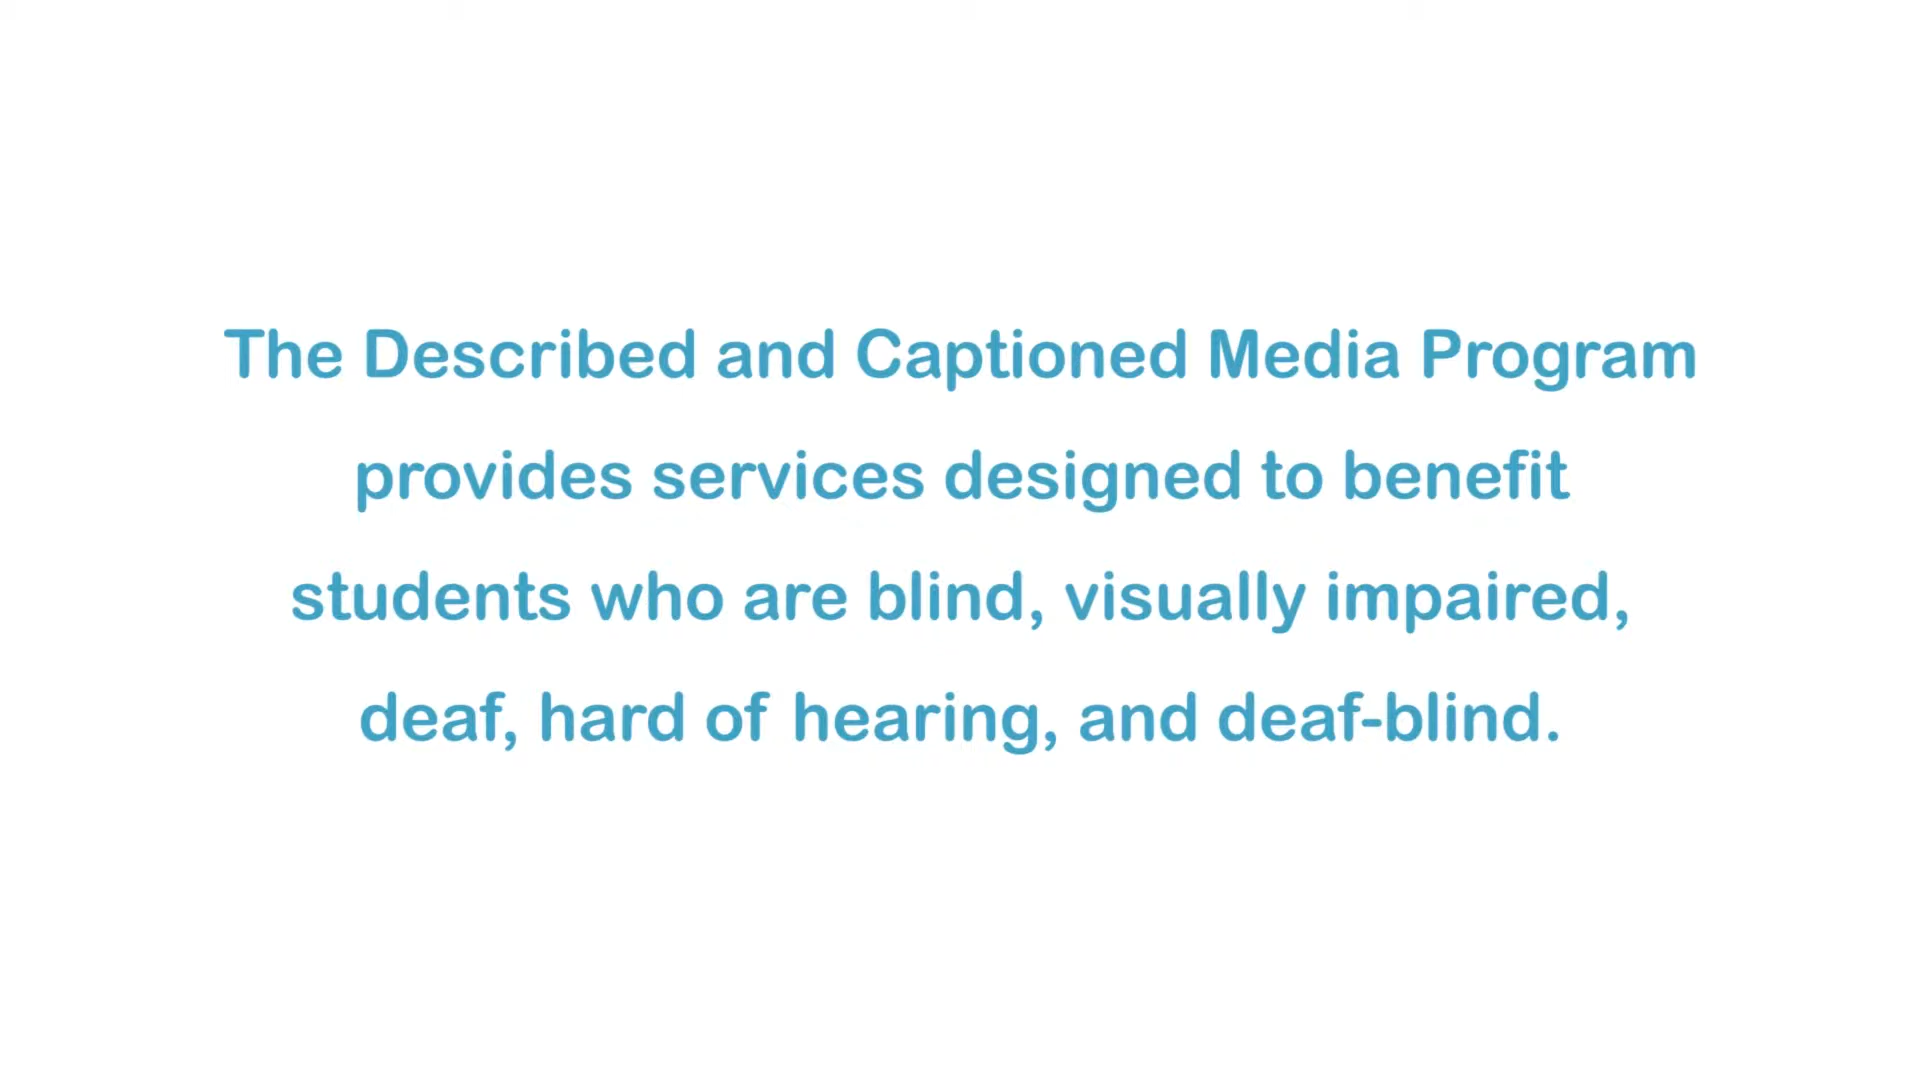 The Described and Captioned Media Program
provides services designed to benefit
students who are blind, visually impaired,
deaf, hard of hearing, and deaf-blind.